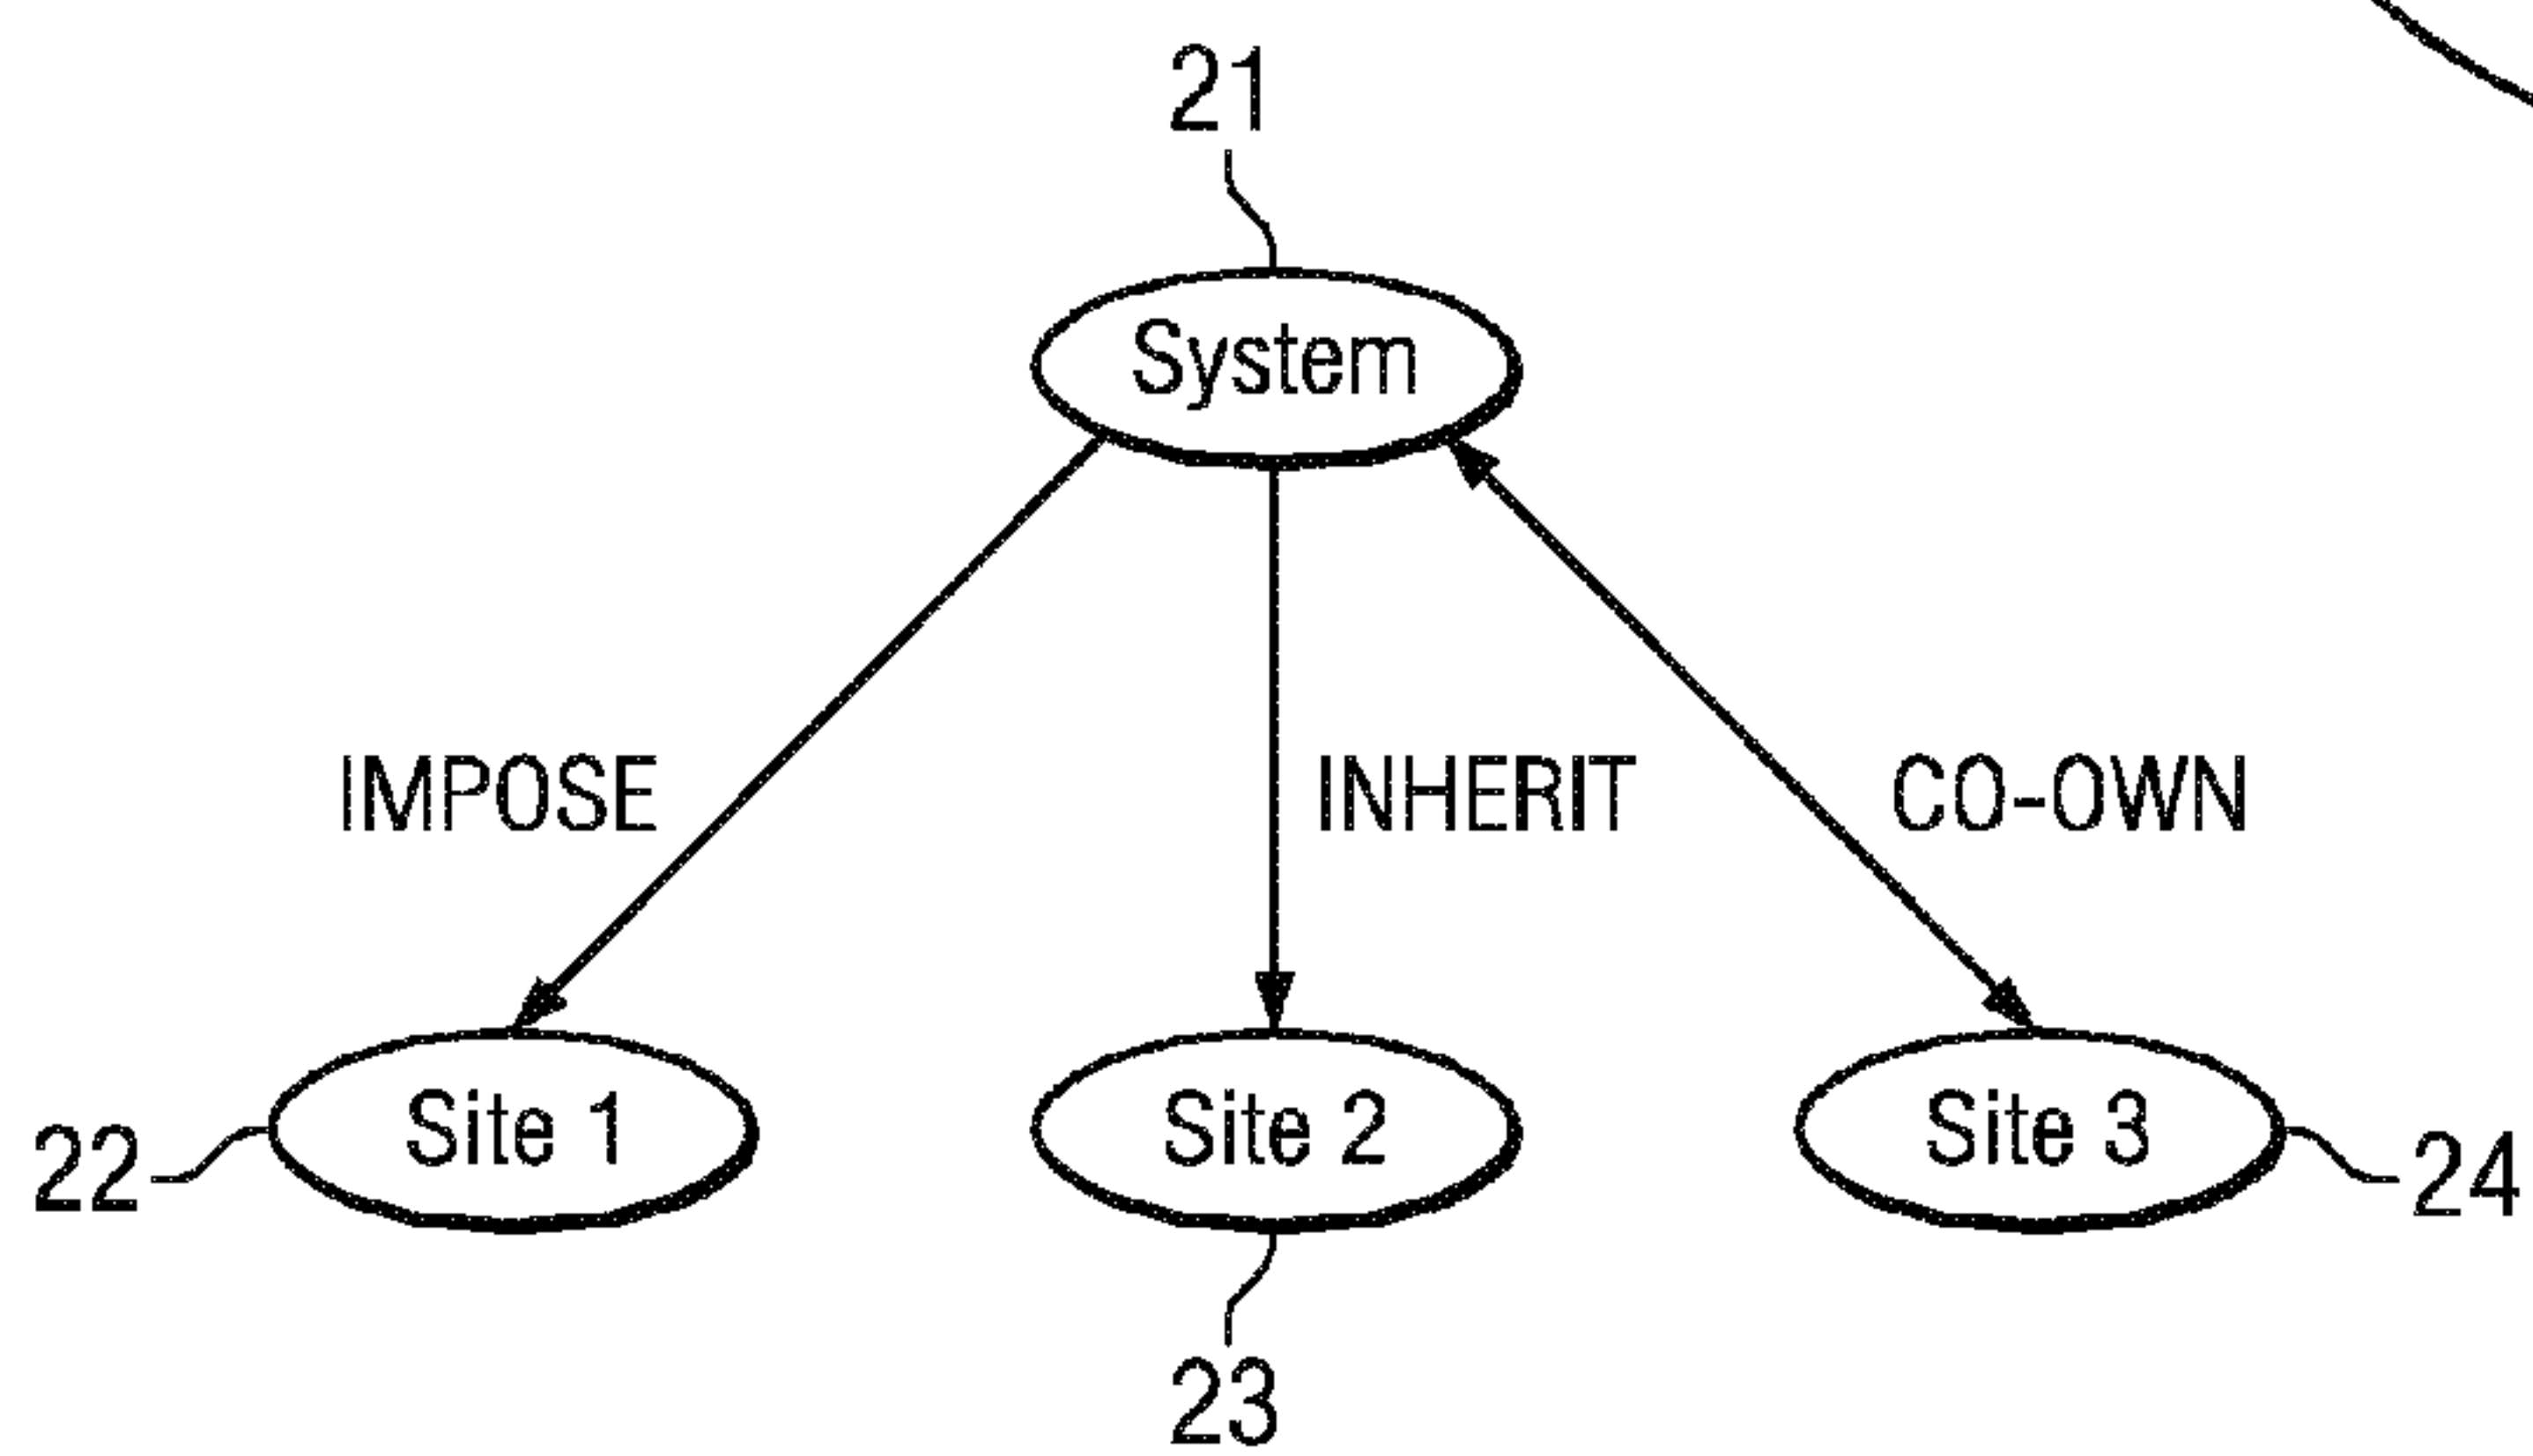 21
System
IMPOSE
INHERIT
CO-OWN
Site 1
Site 2
Site 3
22
24
23